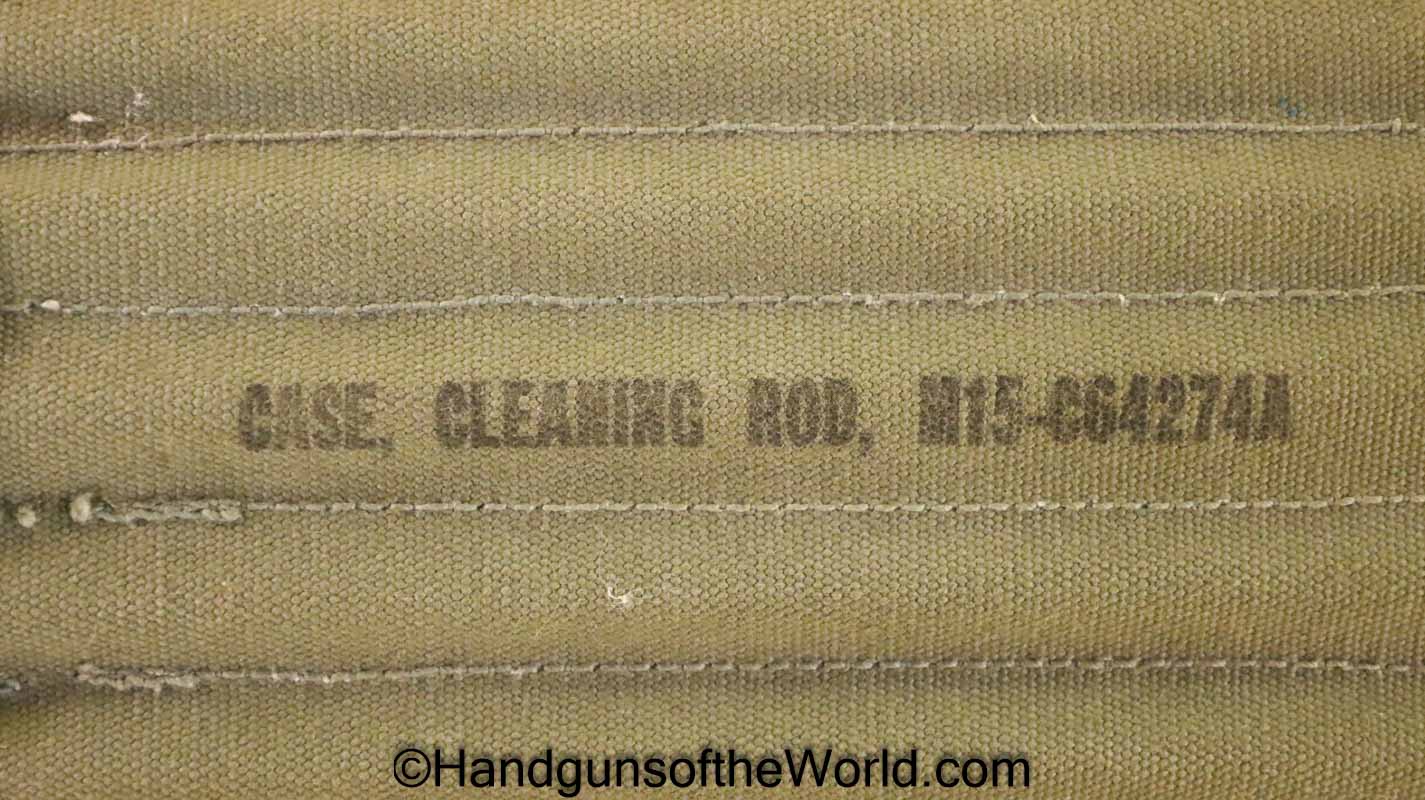 CASE, CLEANING ROD, M15-C64274A
©HandgunsoftheWorld.com